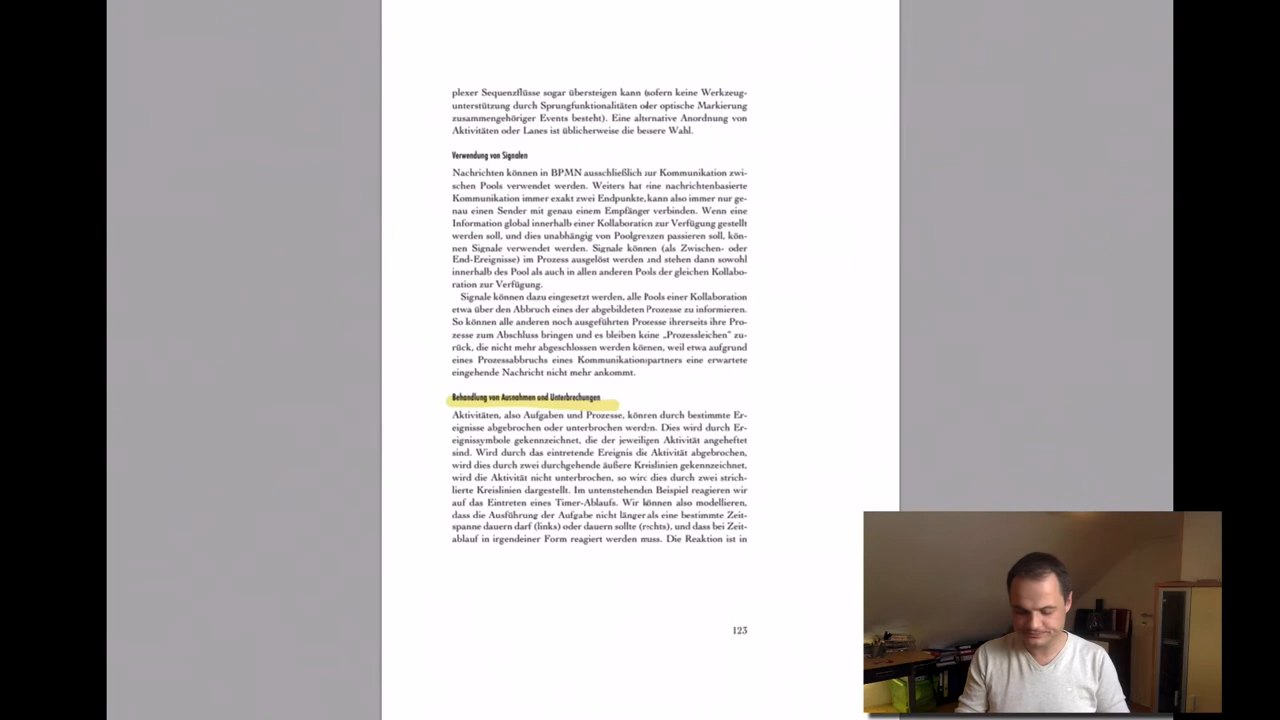 plexer Sequenzflüsse sogar übersteigen kann (sofern keine Werkzeug-
unterstützung durch Sprungfunktionalitäten oder optische Markierung
zusammengehöriger Events besteht). Eine alternative Anordnung von
Aktivitäten oder Lanes ist üblicherweise die bessere Wahl.
Verwendung von Signalen
Nachrichten können in BPMN ausschließlich zur Kommunikation zwi-
schen Pools verwendet werden. Weiters hat eine nachrichtenbasierte
Kommunikation immer exakt zwei Endpunkte, kann also immer nur ge-
nau einen Sender mit genau einem Empfänger verbinden. Wenn eine
Information global innerhalb einer Kollaboration zur Verfügung gestellt
werden soll, und dies unabhängig von Poolgrenzen passieren soll, kön-
nen Signale verwendet werden. Signale können (als Zwischen- oder
End-Ereignisse) im Prozess ausgelöst werden und stehen dann sowohl
innerhalb des Pool als auch in allen anderen Pools der gleichen Kollabo-
ration zur Verfügung.
Signale können dazu eingesetzt werden, alle Pools einer Kollaboration
etwa über den Abbruch eines der abgebildeten Prozesse zu informieren.
So können alle anderen noch ausgeführten Prozesse ihrerseits ihre Pro-
zesse zum Abschluss bringen und es bleiben keine „Prozessleichen" zu-
rück, die nicht mehr abgeschlossen werden können, weil etwa aufgrund
eines Prozessabbruchs eines Kommunikationspartners eine erwartete
eingehende Nachricht nicht mehr ankommt.
Behandlung von Ausnahmen und Unterbrechungen
Aktivitäten, also Aufgaben und Prozesse, können durch bestimmte Er-
eignisse abgebrochen oder unterbrochen werden. Dies wird durch Er-
eignissymbole gekennzeichnet, die der jeweiligen Aktivität angeheftet
sind. Wird durch das eintretende Ereignis die Aktivität abgebrochen,
wird dies durch zwei durchgehende äußere Kreislinien gekennzeichnet,
wird die Aktivität nicht unterbrochen, so wird dies durch zwei strich-
lierte Kreislinien dargestellt. Im untenstehenden Beispiel reagieren wir
auf das Eintreten eines Timer-Ablaufs. Wir können also modellieren,
dass die Ausführung der Aufgabe nicht länger als eine bestimmte Zeit-
spanne dauern darf (links) oder dauern sollte (rechts), und dass bei Zeit-
ablauf in irgendeiner Form reagiert werden muss. Die Reaktion ist in
123